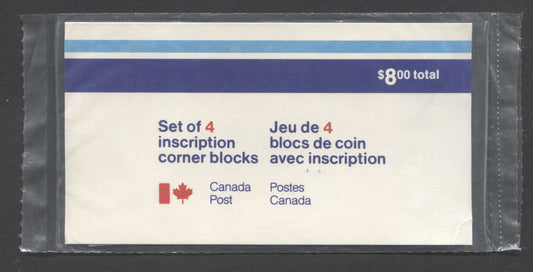 $8.00 total
Set of 4
inscription
corner blocks
Jeu de 4
blocs de coin
avec inscription
Canada
Post
Postes
Canada